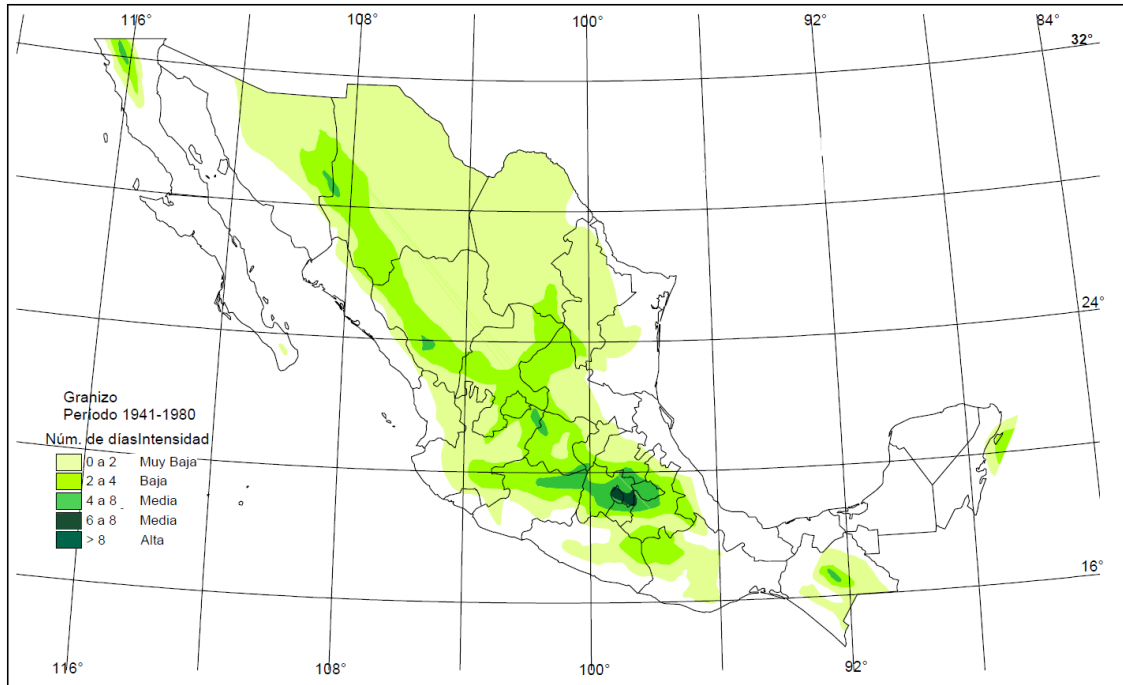 116° 108° 100° 92° 84°
32°
24°
Granizo
Período 1941-1980
Núm. de díasIntensidad
0 a 2 Muy Baja
2 a 4 Baja
4 a 8 Media
6 a 8 Media
> 8 Alta
16°
116° 108° 100° 92°